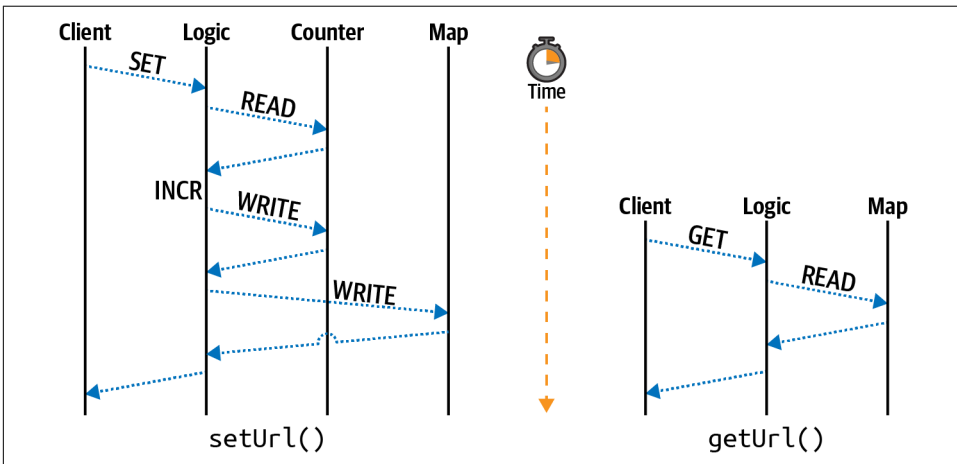 Client Logic Counter Map
SET
READ
INCR
WRITE
WRITE
setUrl()
Time
Client Logic Map
GET
READ
getUrl()